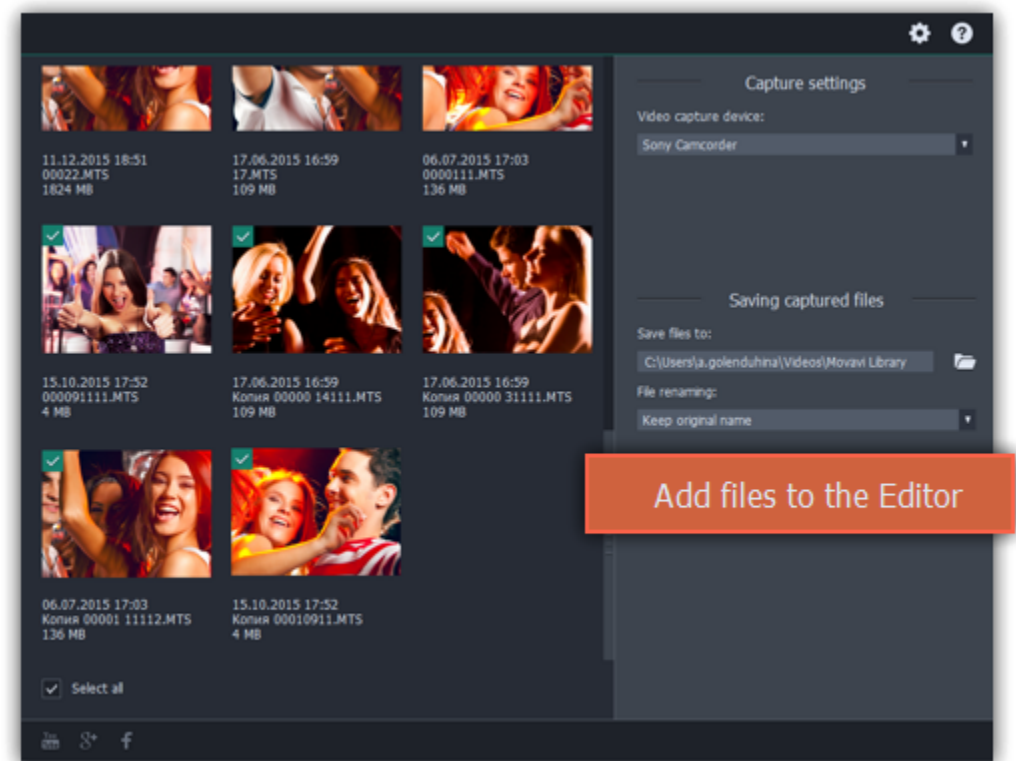 Capture settings
Video capture device:
Sony Camcorder
11.12.2015 18:51
00022.MTS
1824 MB
17.06.2015 16:59
17.MTS
109 MB
06.07.2015 17:03
0000111.MTS
136 MB
15.10.2015 17:52
000091111.MTS
4 MB
17.06.2015 16:59
Копия 00000 14111.MTS
109 MB
17.06.2015 16:59
Копия 00000 31111.MTS
109 MB
Saving captured files
Save files to:
C:\Users\a.golenduhina\Videos\Movavi Library
File renaming:
Keep original name
Add files to the Editor
06.07.2015 17:03
Копия 00001 11112.MTS
136 MB
15.10.2015 17:52
Копия 00010911.MTS
4 MB
Select all
You